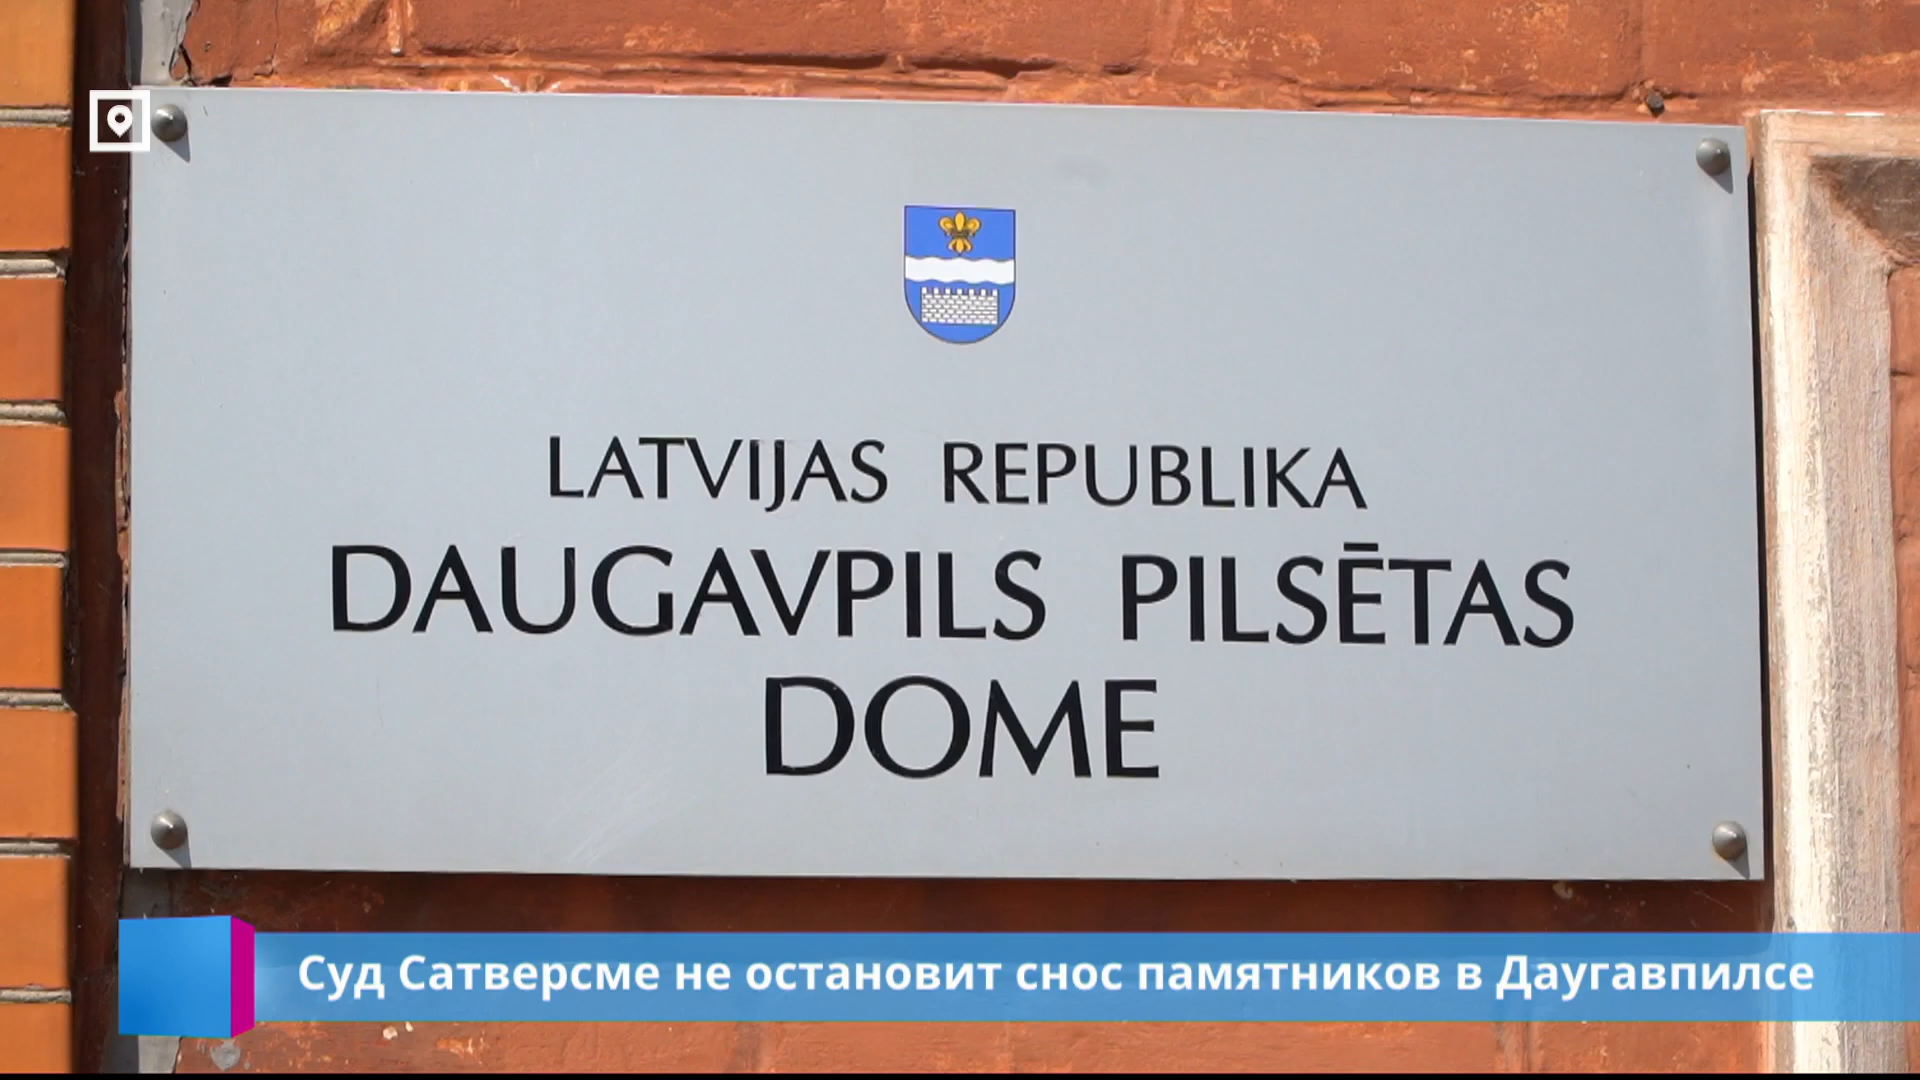 LATVIJAS REPUBLIKA
DAUGAVPILS PILSĒTAS
DOME
Суд Сатверсме не остановит снос памятников в Даугавпилсе